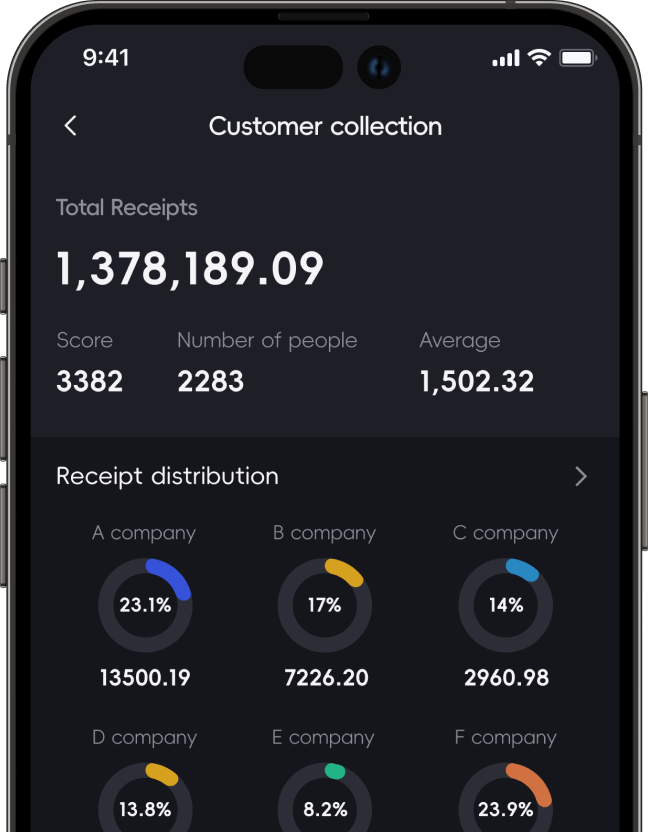 9:41
Customer collection
Total Receipts
1,378,189.09
Score Number of people Average
3382 2283 1,502.32
Receipt distribution
A company B company C company
23.1% 17% 14%
13500.19 7226.20 2960.98
D company E company F company
13.8% 8.2% 23.9%